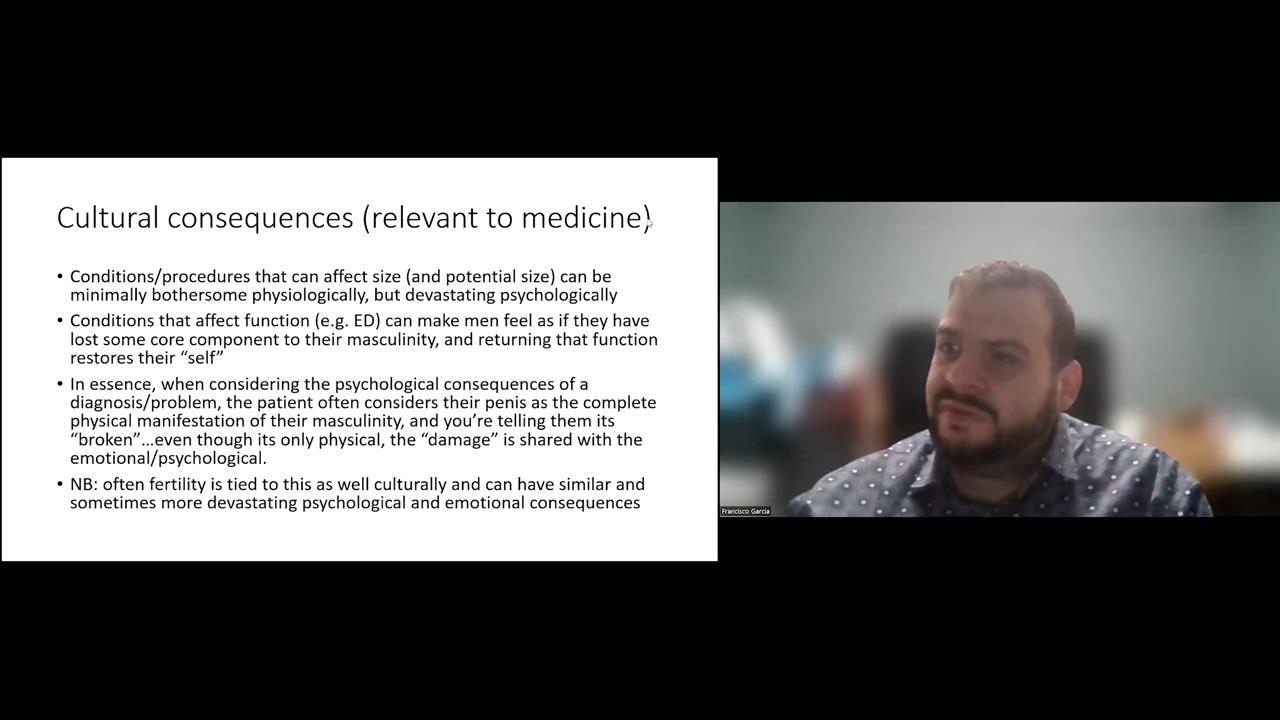 Cultural consequences (relevant to medicine)
• Conditions/procedures that can affect size (and potential size) can be
minimally bothersome physiologically, but devastating psychologically
• Conditions that affect function (e.g. ED) can make men feel as if they have
lost some core component to their masculinity, and returning that function
restores their “self”
• In essence, when considering the psychological consequences of a
diagnosis/problem, the patient often considers their penis as the complete
physical manifestation of their masculinity, and you’re telling them its
“broken”...even though its only physical, the “damage” is shared with the
emotional/psychological.
• NB: often fertility is tied to this as well culturally and can have similar and
sometimes more devastating psychological and emotional consequences
Francisco Garcia